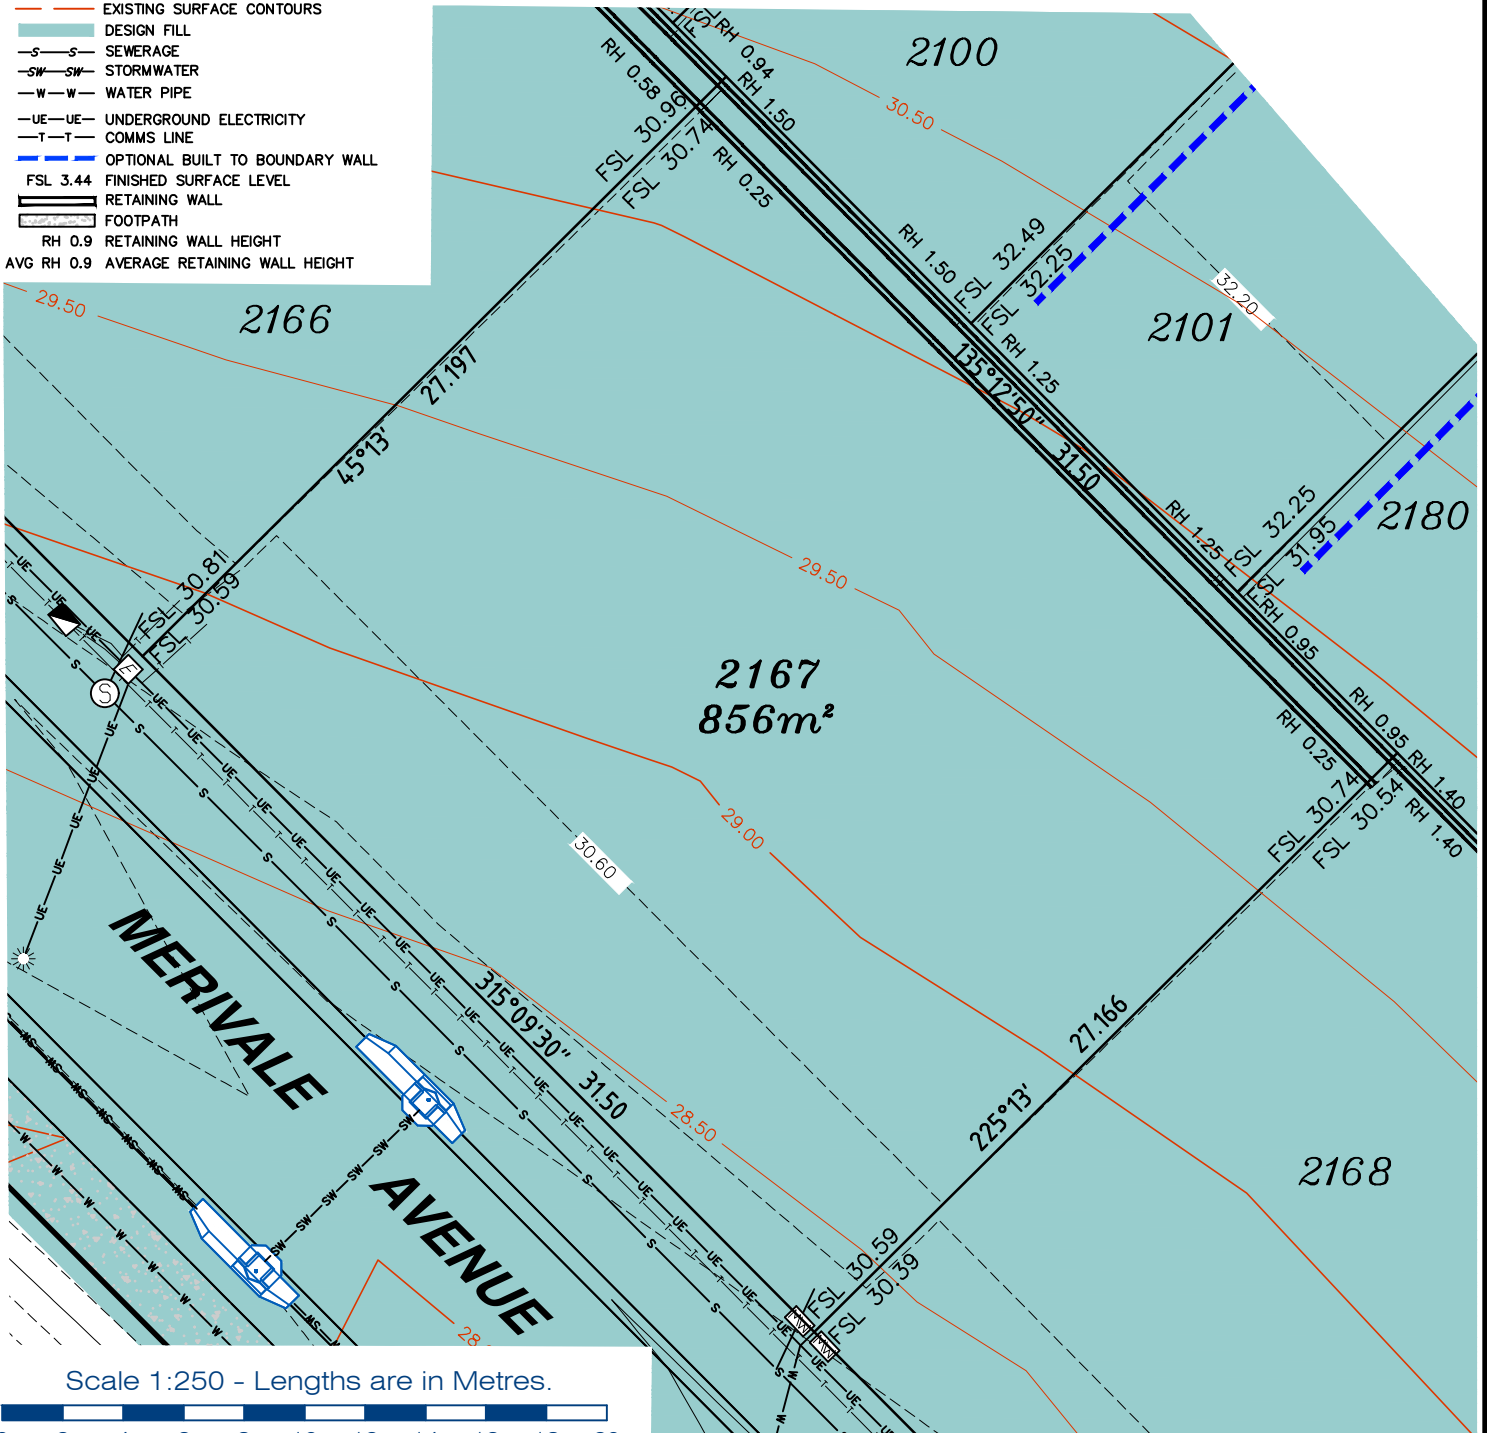 EXISTING SURFACE CONTOURS
DESIGN FILL
S S SEWERAGE
SW SW STORMWATER
W W WATER PIPE
UE UE UNDERGROUND ELECTRICITY
T T COMMS LINE
OPTIONAL BUILT TO BOUNDARY WALL
FSL 3.44 FINISHED SURFACE LEVEL
RETAINING WALL
FOOTPATH
RH 0.9 RETAINING WALL HEIGHT
AVG RH 0.9 AVERAGE RETAINING WALL HEIGHT
RH 0.94
RH 0.58
RH 1.50
2100
30.50
FSL 30.96
FSL 30.74
RH 0.25
RH 1.50
FSL 32.49
FSL 32.25
32.20
2101
29.50
2166
27.197
45°13'
RH 1.25
135°12'50" 31.50
RH 1.25
FSL 32.25
FSL 31.95
2180
RH 0.95
29.50
FSL 30.81
FSL 30.59
E
S
2167
856m²
RH 0.95
RH 1.40
RH 0.25
FSL 30.74
FSL 30.54
RH 1.40
29.00
30.60
MERIVALE
AVENUE
315°09'30" 31.50
27.166
225°13'
28.50
2168
FSL 30.59
FSL 30.39
MW
MW
28
Scale 1:250 - Lengths are in Metres.